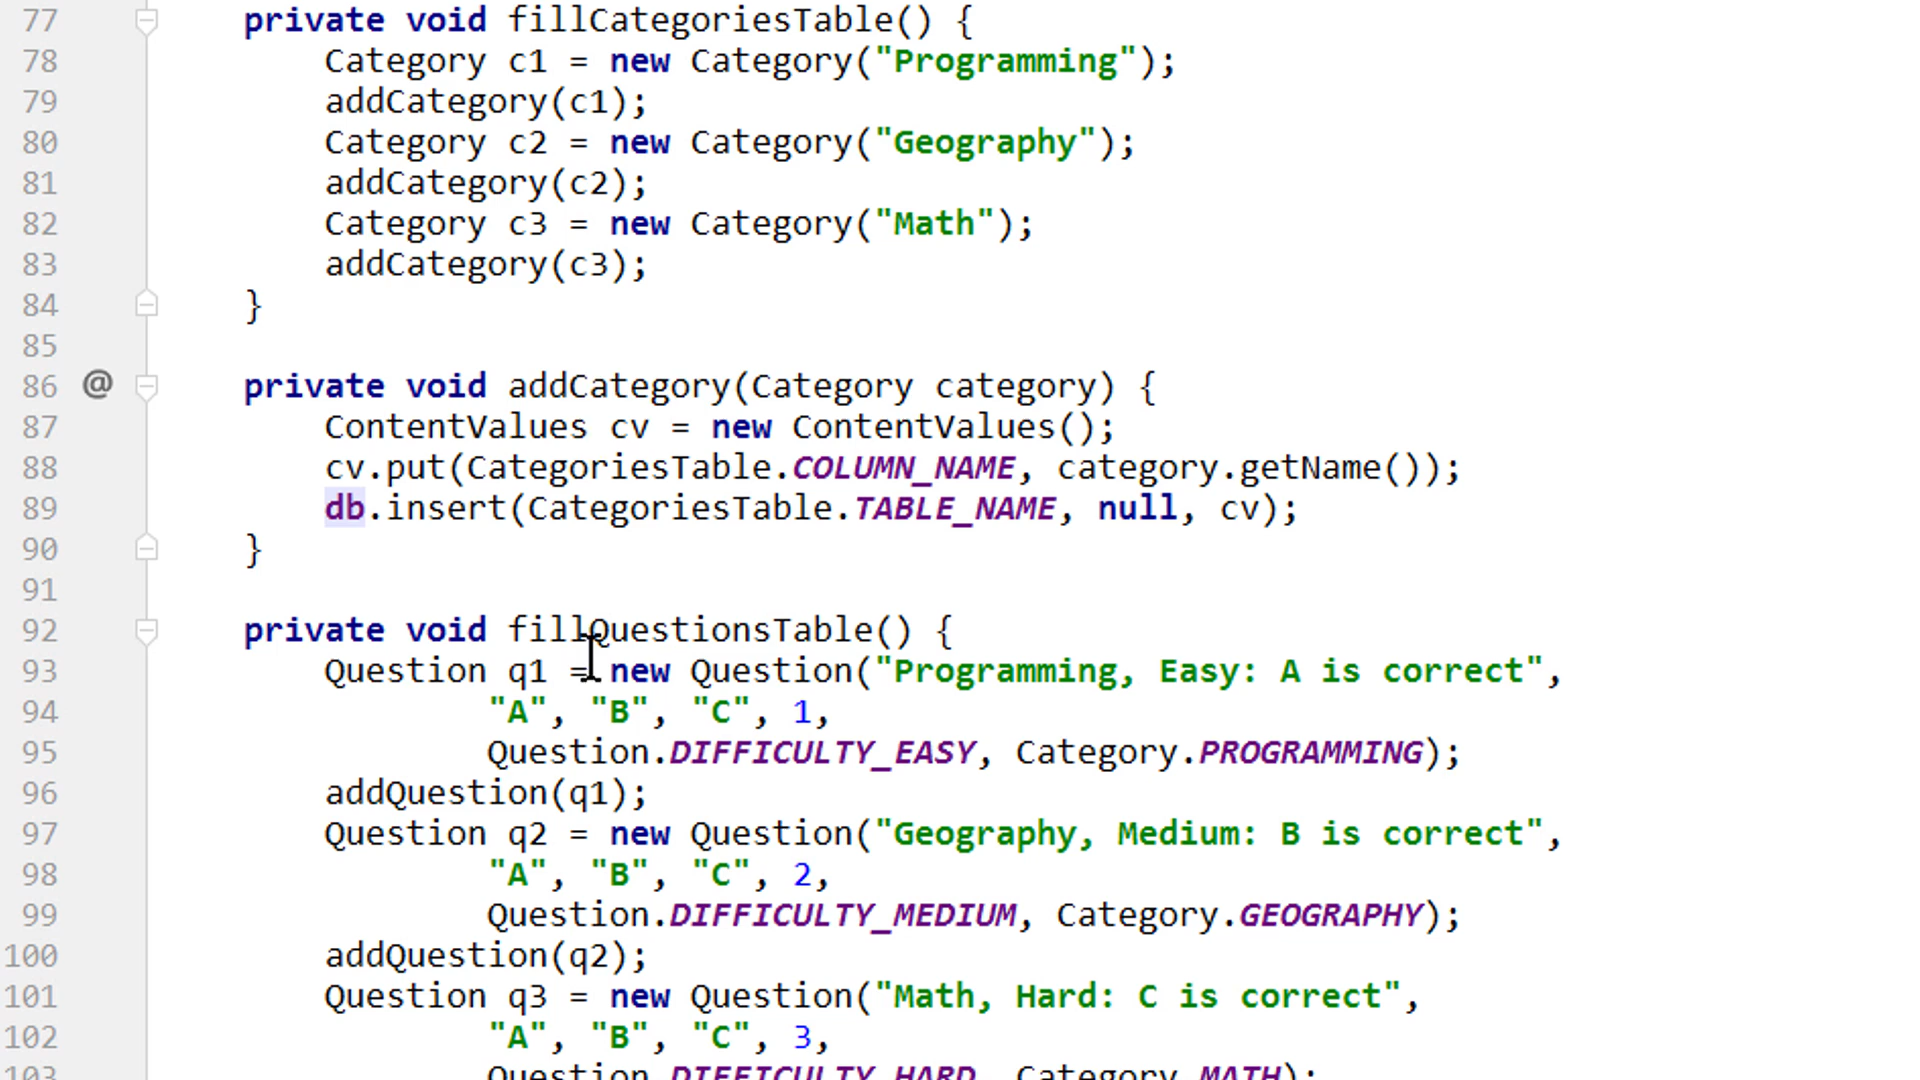 77 private void fillCategoriesTable() {
78 Category c1 = new Category("Programming");
79 addCategory(c1);
80 Category c2 = new Category("Geography");
81 addCategory(c2);
82 Category c3 = new Category("Math");
83 addCategory(c3);
84 }
85
86 @ private void addCategory(Category category) {
87 ContentValues cv = new ContentValues();
88 cv.put(CategoriesTable.COLUMN_NAME, category.getName());
89 db.insert(CategoriesTable.TABLE_NAME, null, cv);
90 }
91
92 private void fillQuestionsTable() {
93 Question q1 = new Question("Programming, Easy: A is correct",
94 "A", "B", "C", 1,
95 Question.DIFFICULTY_EASY, Category.PROGRAMMING);
96 addQuestion(q1);
97 Question q2 = new Question("Geography, Medium: B is correct",
98 "A", "B", "C", 2,
99 Question.DIFFICULTY_MEDIUM, Category.GEOGRAPHY);
100 addQuestion(q2);
101 Question q3 = new Question("Math, Hard: C is correct",
102 "A", "B", "C", 3,
103 Question.DIFFICULTY_HARD, Category.MATH);